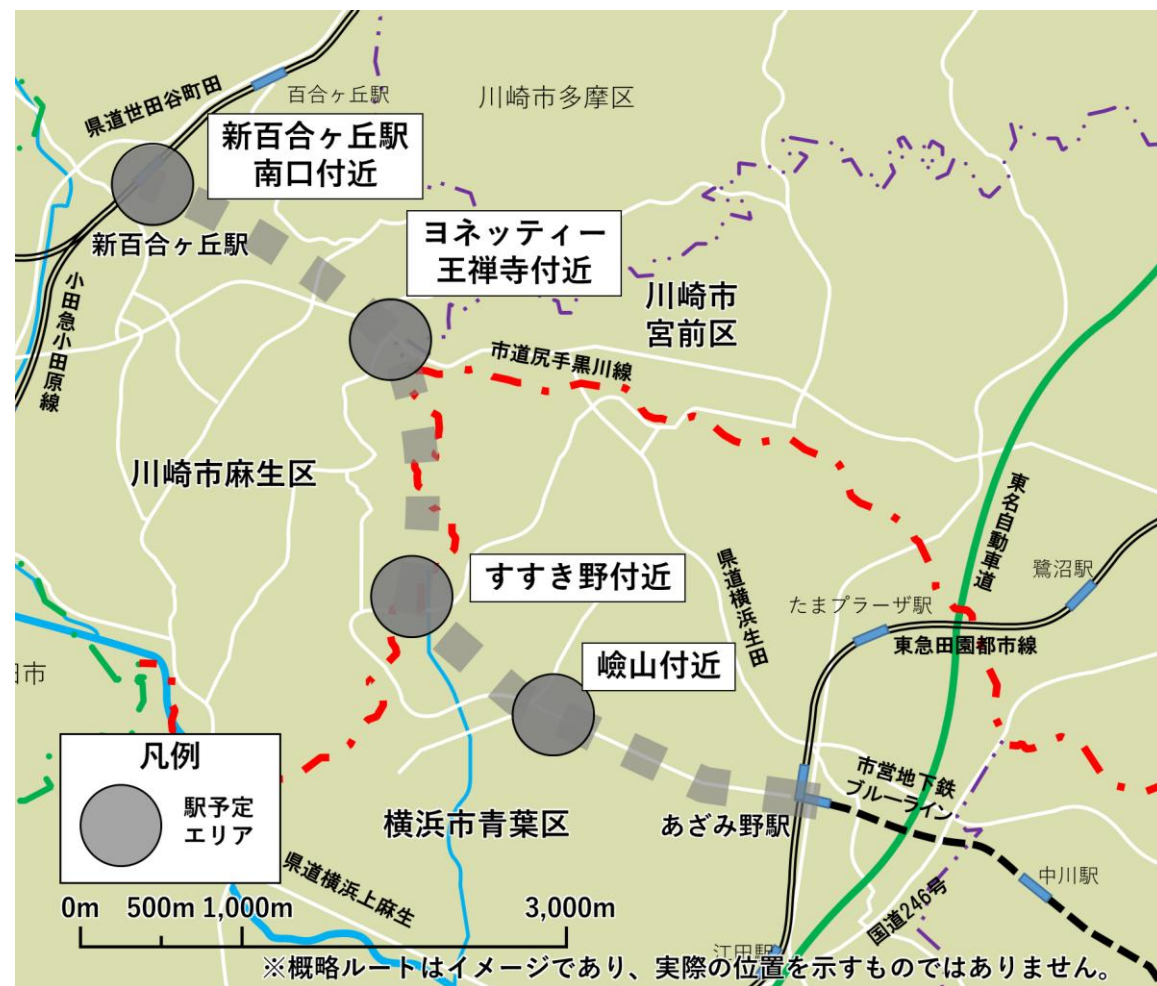 県道世田谷町田
百合ヶ丘駅
川崎市多摩区
新百合ヶ丘駅
南口付近
新百合ヶ丘駅
ヨネッティー
王禅寺付近
川崎市
宮前区
小田急小田原線
市道尻手黒川線
川崎市麻生区
東名自動車道
すすき野付近
県道横浜生田
鷺沼駅
たまプラーザ駅
東急田園都市線
嶮山付近
田市
凡例
駅予定
エリア
市営地下鉄
ブルーライン
あざみ野駅
横浜市青葉区
県道横浜上麻生
中川駅
国道246号
0m 500m 1,000m 3,000m
江田駅
※概略ルートはイメージであり、実際の位置を示すものではありません。